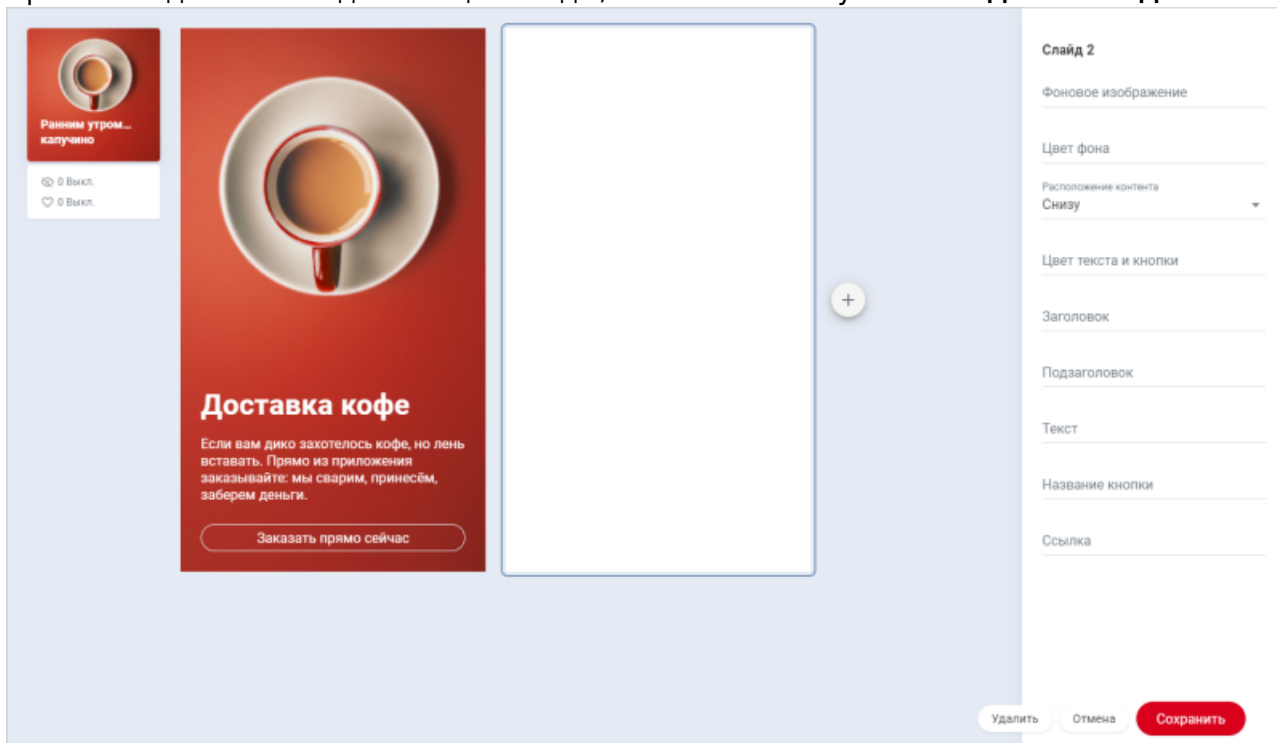 Ранним утром...
капучино
0 Выкл.
0 Выкл.
Доставка кофе
Если вам дико захотелось кофе, но лень
вставать. Прямо из приложения
заказывайте: мы сварим, принесём,
заберем деньги.
Заказать прямо сейчас
Слайд 2
Фоновое изображение
Цвет фона
Расположение контента
Снизу
Цвет текста и кнопки
Заголовок
Подзаголовок
Текст
Название кнопки
Ссылка
Удалить
Отмена
Сохранить